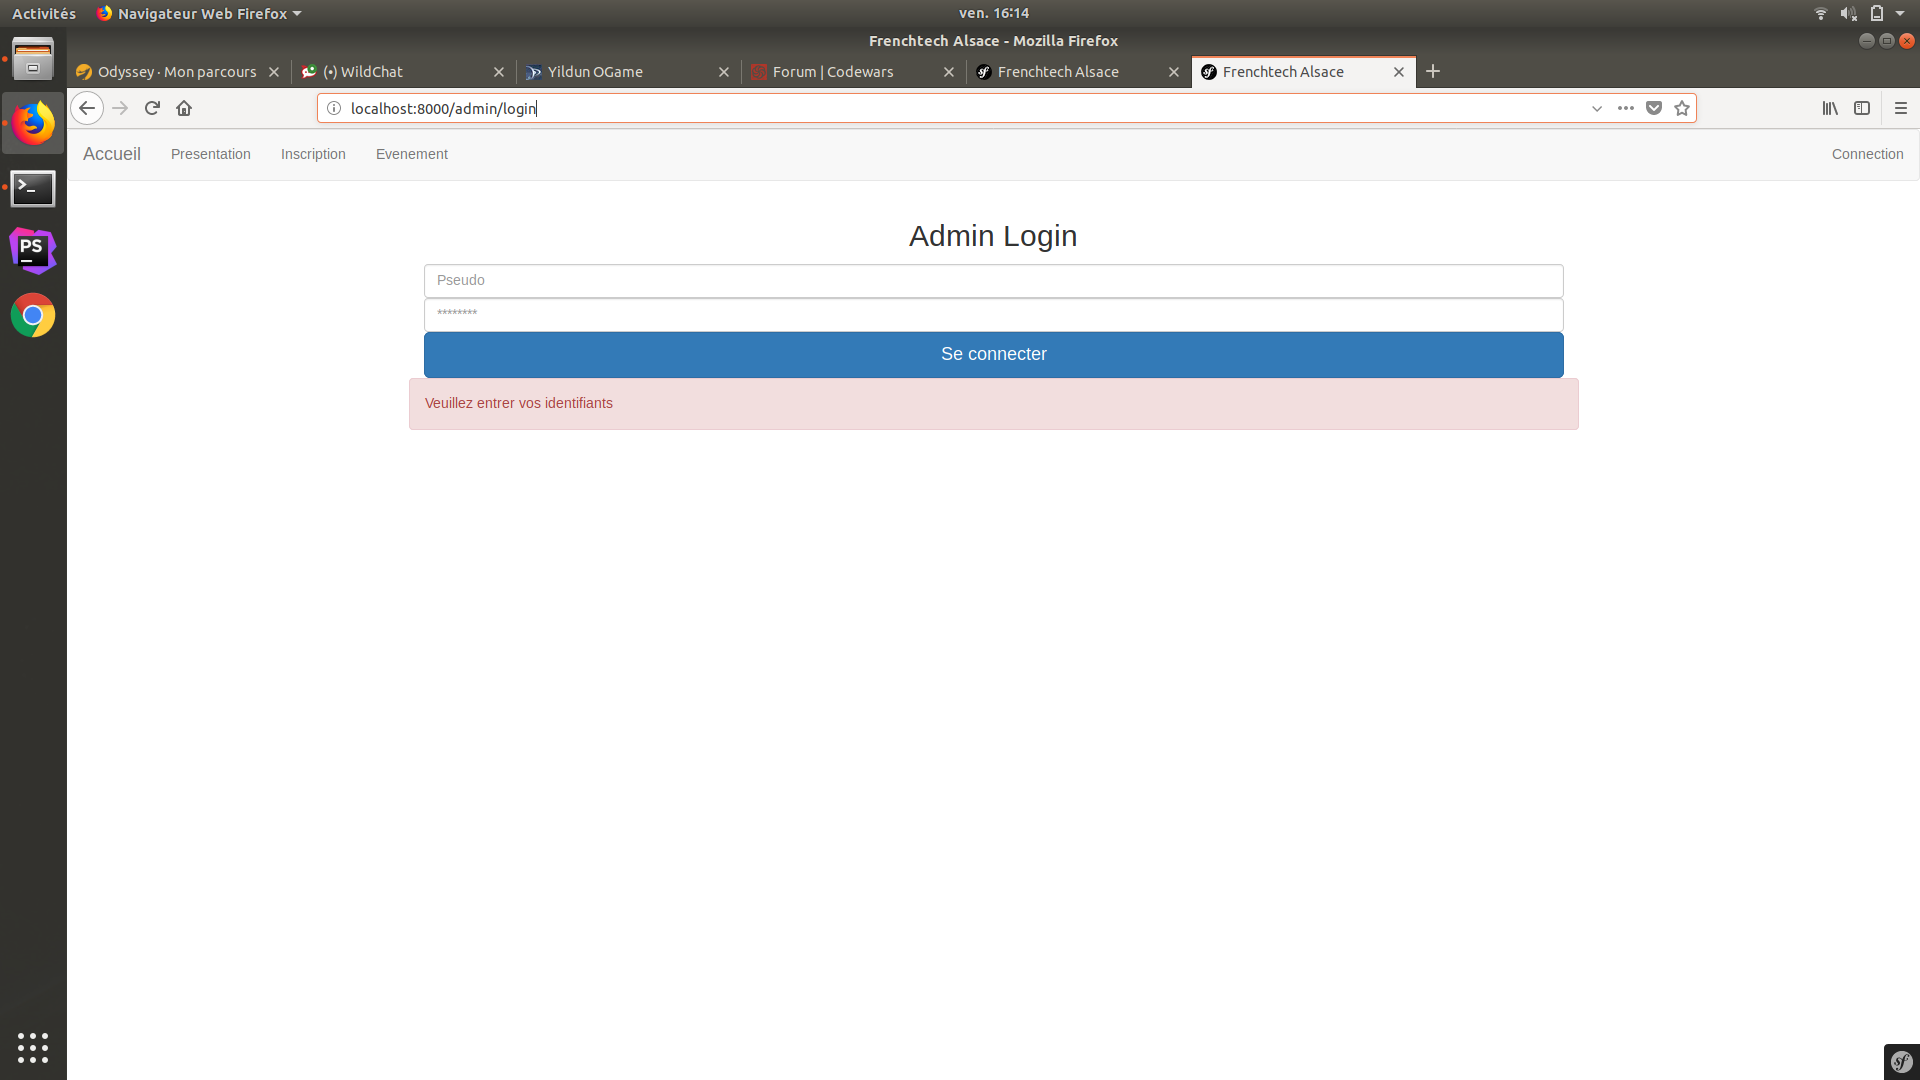 Activités
Navigateur Web Firefox
ven. 16:14
Frenchtech Alsace - Mozilla Firefox
Odyssey · Mon parcours
(•) WildChat
Yildun OGame
Forum | Codewars
Frenchtech Alsace
Frenchtech Alsace
localhost:8000/admin/login
Accueil
Presentation
Inscription
Evenement
Connection
Admin Login
Pseudo
********
Se connecter
Veuillez entrer vos identifiants
PS
sf